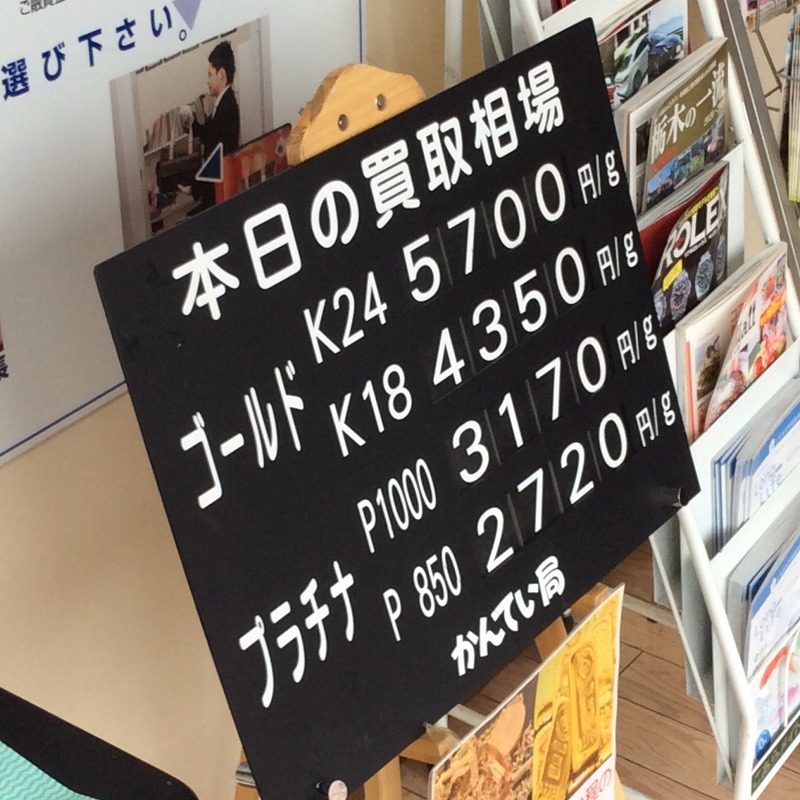 選び下さい。
本日の買取相場
ゴールド K24 5700 円/g
K18 4350 円/g
プラチナ P1000 3170 円/g
P 850 2720 円/g
かんてい局
栃木の一流
ROLEX